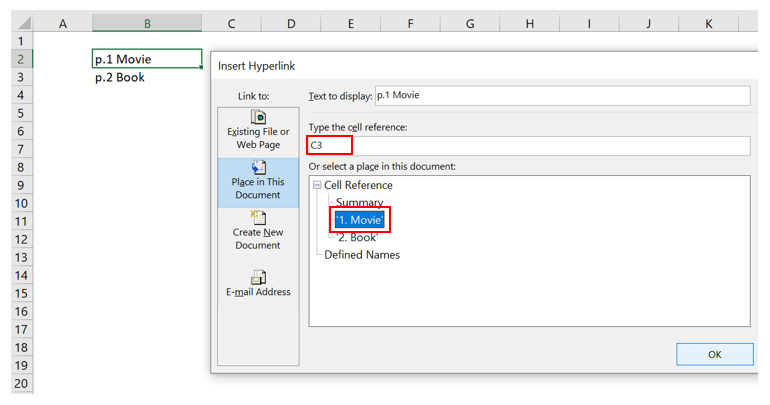 A B C D E F G H I J K
1
2 p.1 Movie
3 p.2 Book
4
5
6
7
8
9
10
11
12
13
14
15
16
17
18
19
20
Insert Hyperlink
Link to:
Existing File or
Web Page
Place in This
Document
Create New
Document
E-mail Address
Text to display: p.1 Movie
Type the cell reference:
C3
Or select a place in this document:
Cell Reference
Summary
'1. Movie'
'2. Book'
Defined Names
OK